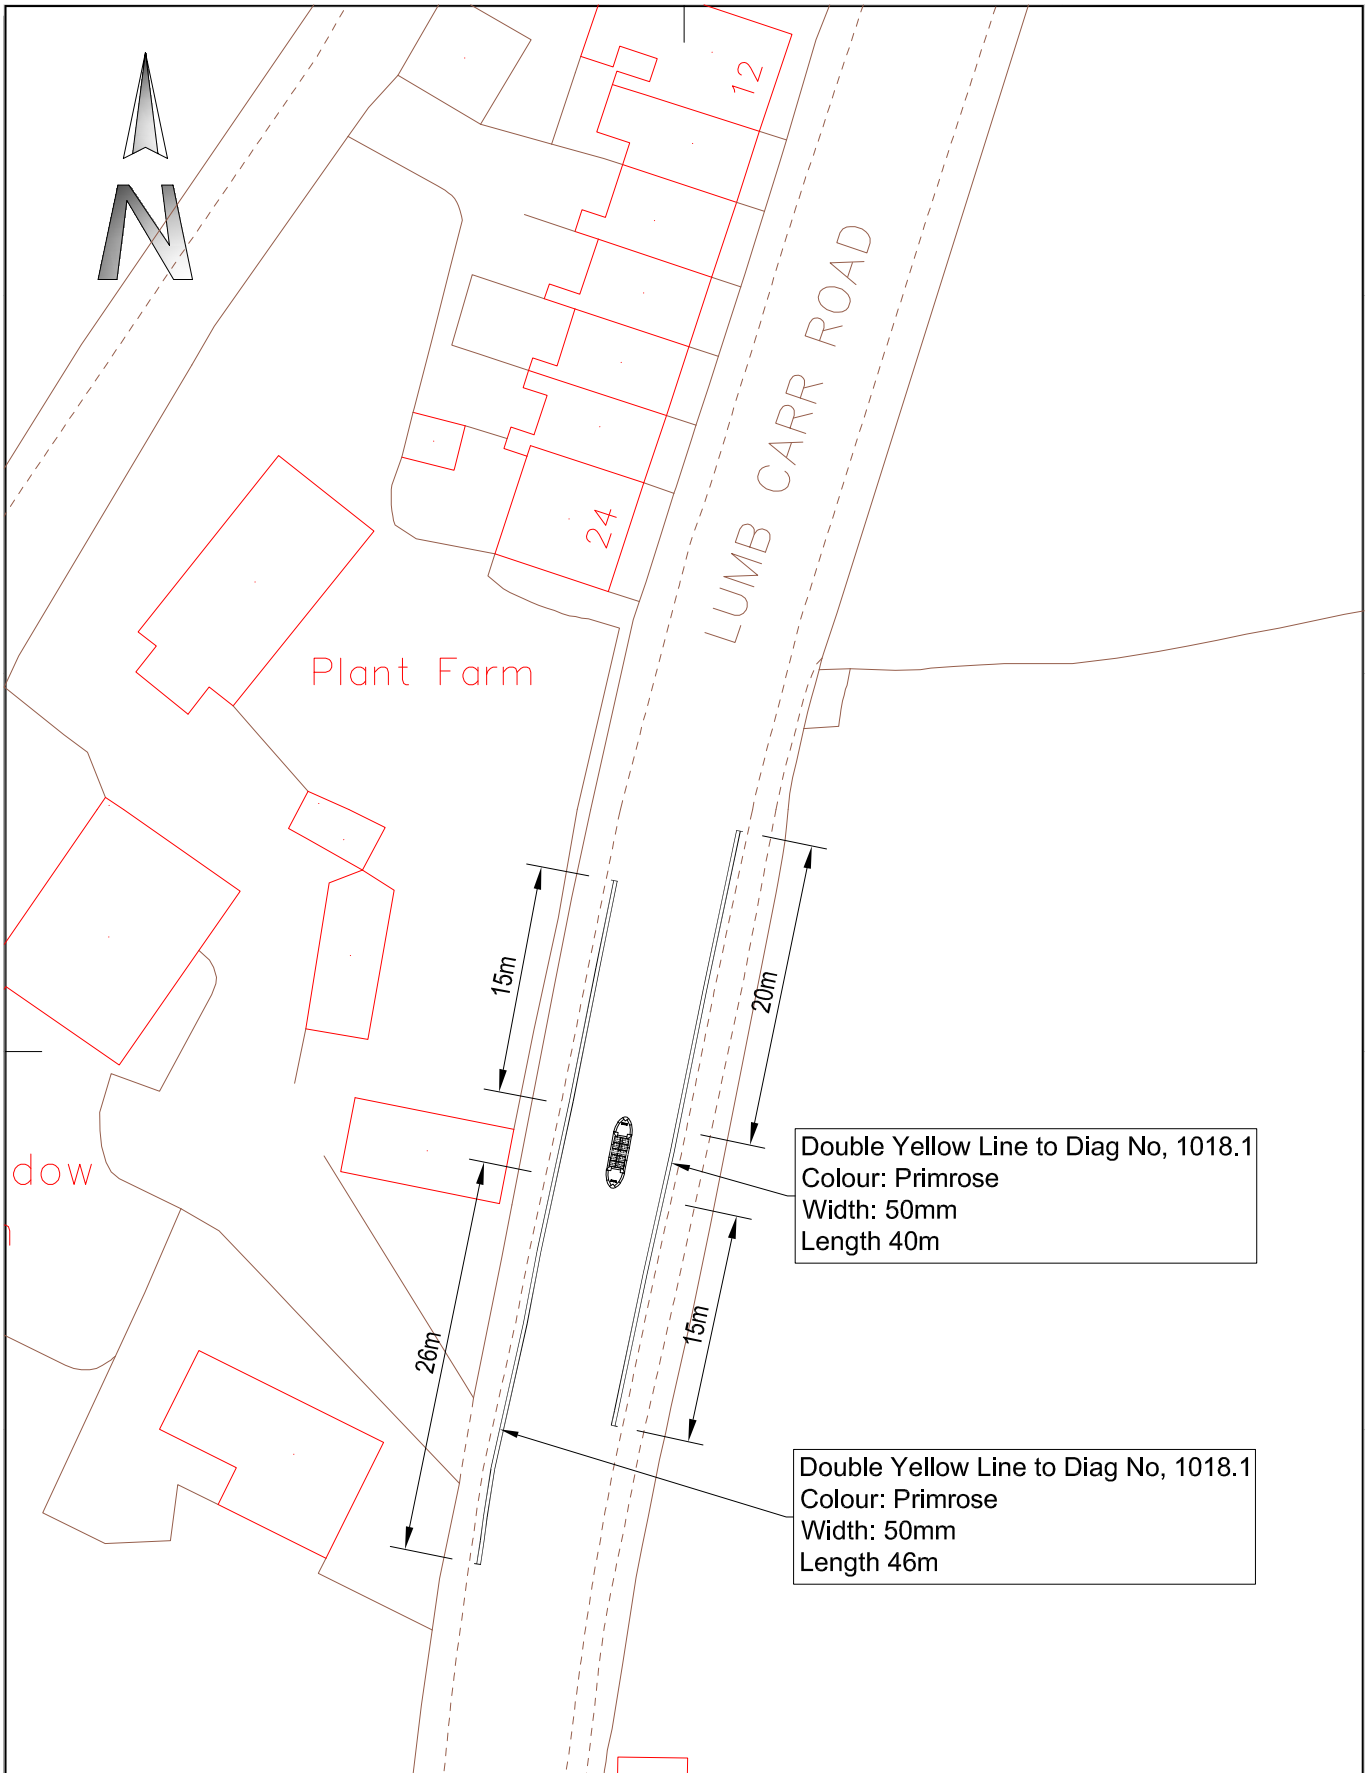 N
12
LUMB CARR ROAD
24
Plant Farm
15m
20m
Double Yellow Line to Diag No, 1018.1
Colour: Primrose
Width: 50mm
Length 40m
dow
26m
15m
Double Yellow Line to Diag No, 1018.1
Colour: Primrose
Width: 50mm
Length 46m